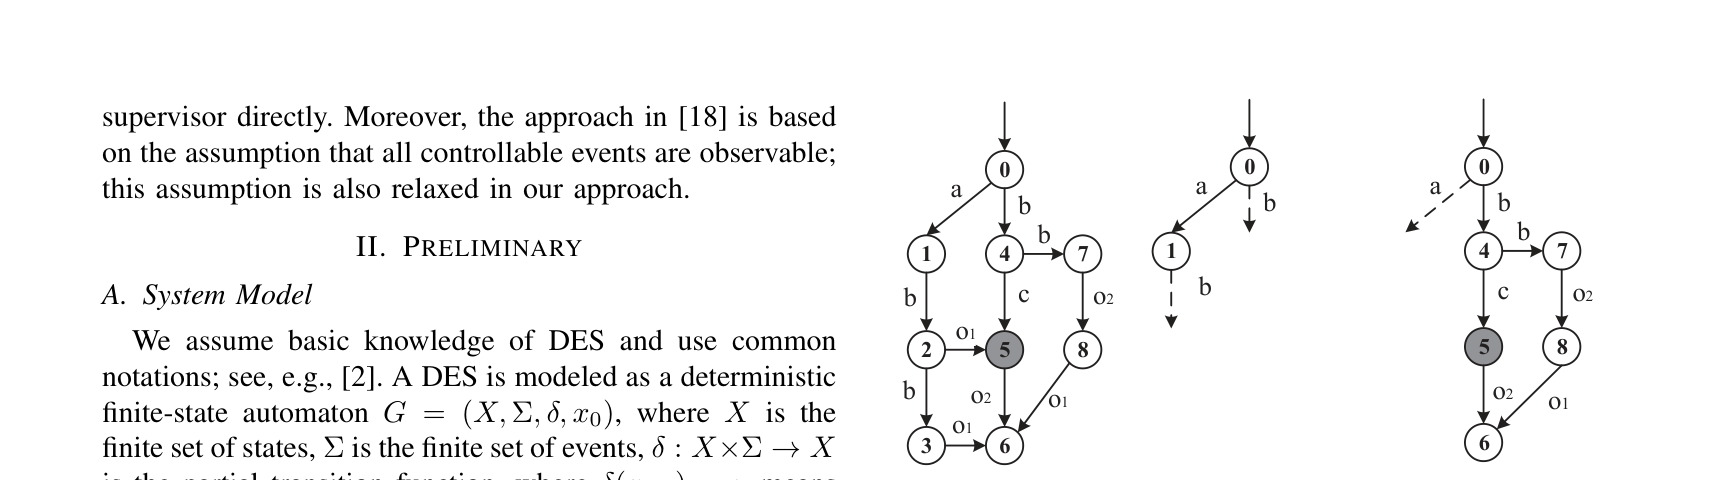 supervisor directly. Moreover, the approach in [18] is based
on the assumption that all controllable events are observable;
this assumption is also relaxed in our approach.
II. PRELIMINARY
A. System Model
We assume basic knowledge of DES and use common
notations; see, e.g., [2]. A DES is modeled as a deterministic
finite-state automaton G = (X, Σ, δ, x₀), where X is the
finite set of states, Σ is the finite set of events, δ : X×Σ → X
0
a
b
1
4
b
7
b
c
o₂
2
o₁
5
8
b
o₂
o₁
3
o₁
6
0
a
b
1
b
0
a
b
4
b
7
c
o₂
5
8
o₂
o₁
6